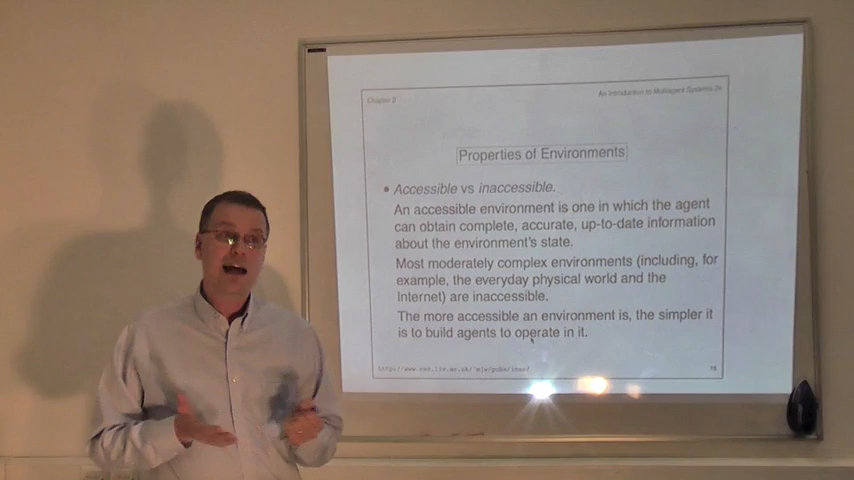 Chapter 2
An Introduction to Multiagent Systems 2e
Properties of Environments
• Accessible vs inaccessible.
An accessible environment is one in which the agent
can obtain complete, accurate, up-to-date information
about the environment's state.
Most moderately complex environments (including, for
example, the everyday physical world and the
Internet) are inaccessible.
The more accessible an environment is, the simpler it
is to build agents to operate in it.